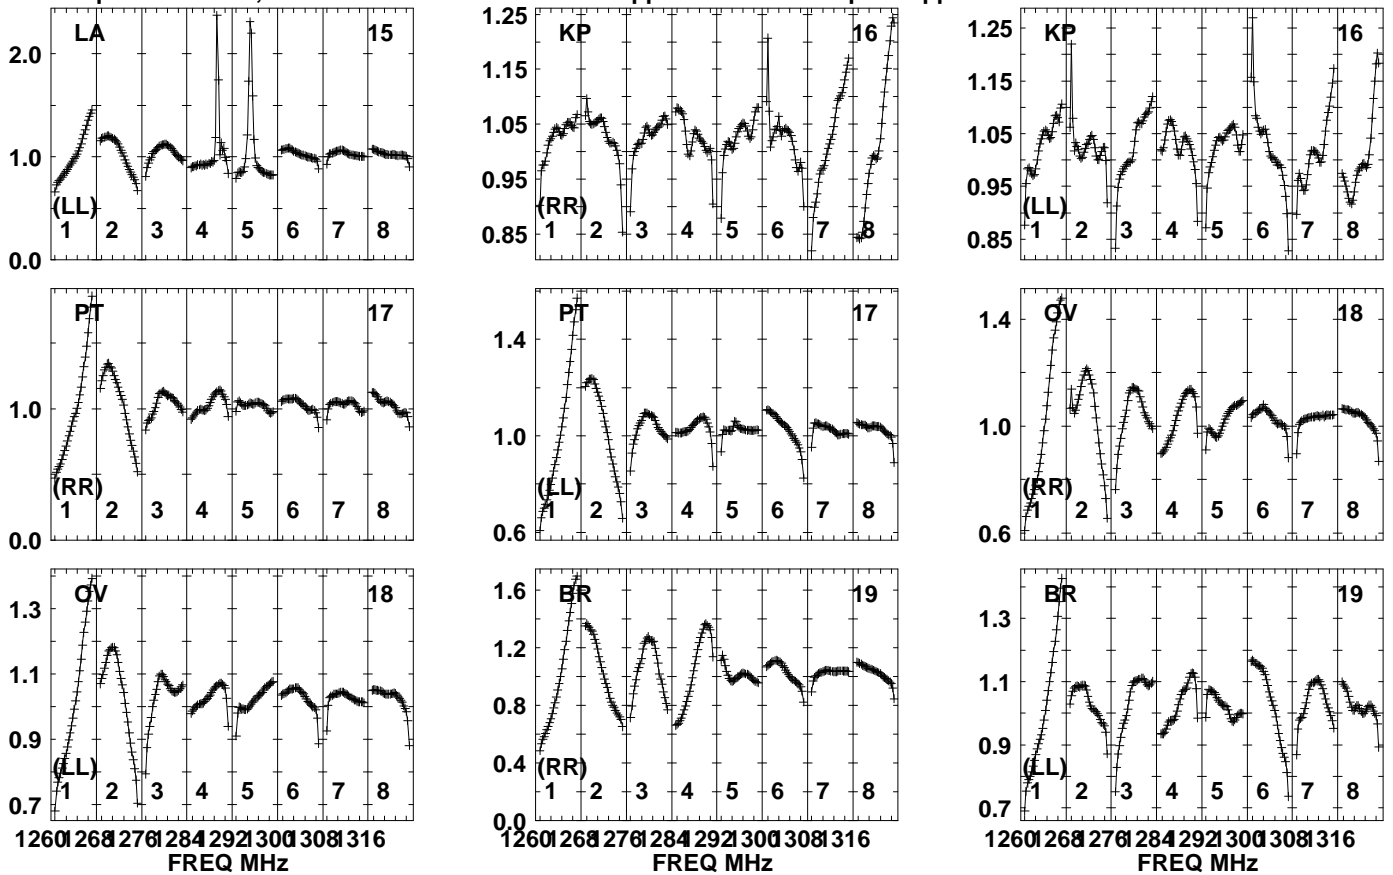 LA 15
2.0
1.0
0.0
(LL)
1 2 3 4 5 6 7 8
KP 16
1.25
1.15
1.05
0.95
0.85
(RR)
1 2 3 4 5 6 7 8
KP 16
1.25
1.15
1.05
0.95
0.85
(LL)
1 2 3 4 5 6 7 8
PT 17
1.0
0.0
(RR)
1 2 3 4 5 6 7 8
PT 17
1.4
1.0
0.6
(LL)
1 2 3 4 5 6 7 8
OV 18
1.4
1.0
0.6
(RR)
1 2 3 4 5 6 7 8
OV 18
1.3
1.1
0.9
0.7
(LL)
1 2 3 4 5 6 7 8
1260 1268 1276 1284 1292 1300 1308 1316
FREQ MHz
BR 19
1.6
1.2
0.8
0.4
0.0
(RR)
1 2 3 4 5 6 7 8
1260 1268 1276 1284 1292 1300 1308 1316
FREQ MHz
BR 19
1.3
1.1
0.9
0.7
(LL)
1 2 3 4 5 6 7 8
1260 1268 1276 1284 1292 1300 1308 1316
FREQ MHz